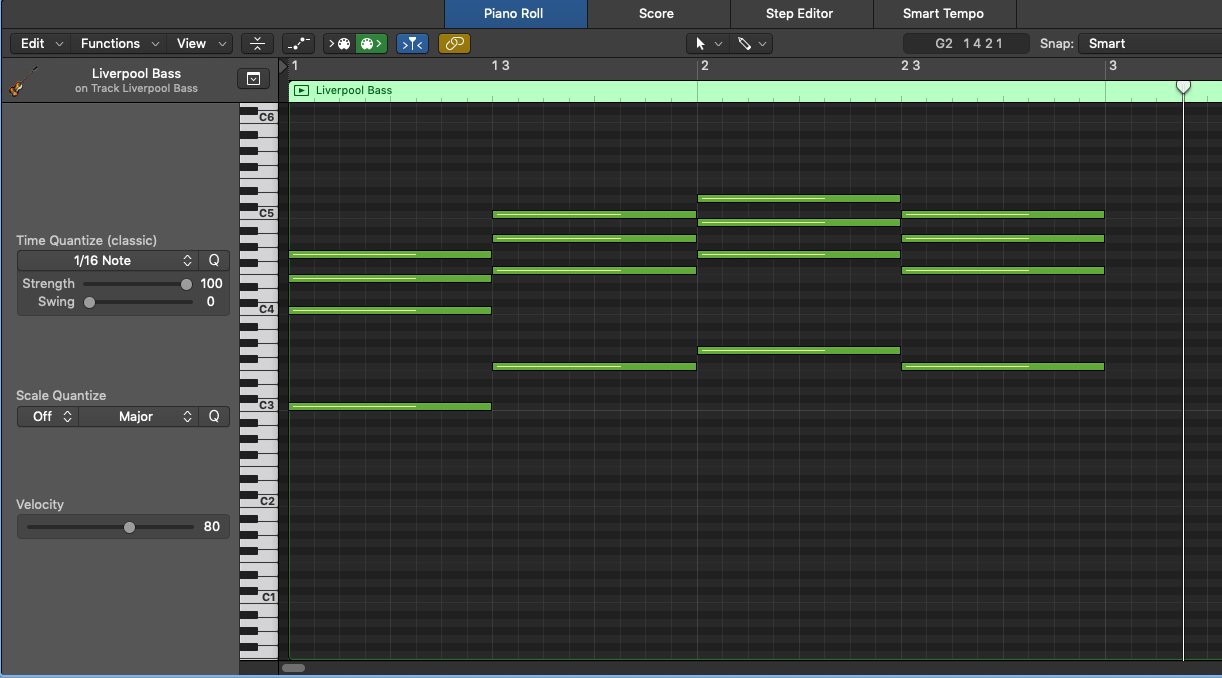 Piano Roll Score Step Editor Smart Tempo
Edit Functions View G2 1 4 2 1 Snap: Smart
Liverpool Bass
on Track Liverpool Bass
1 1 3 2 2 3 3
Liverpool Bass
C6
C5
Time Quantize (classic)
1/16 Note Q
Strength 100
Swing 0
C4
Scale Quantize
Off Major Q
C3
C2
Velocity
80
C1